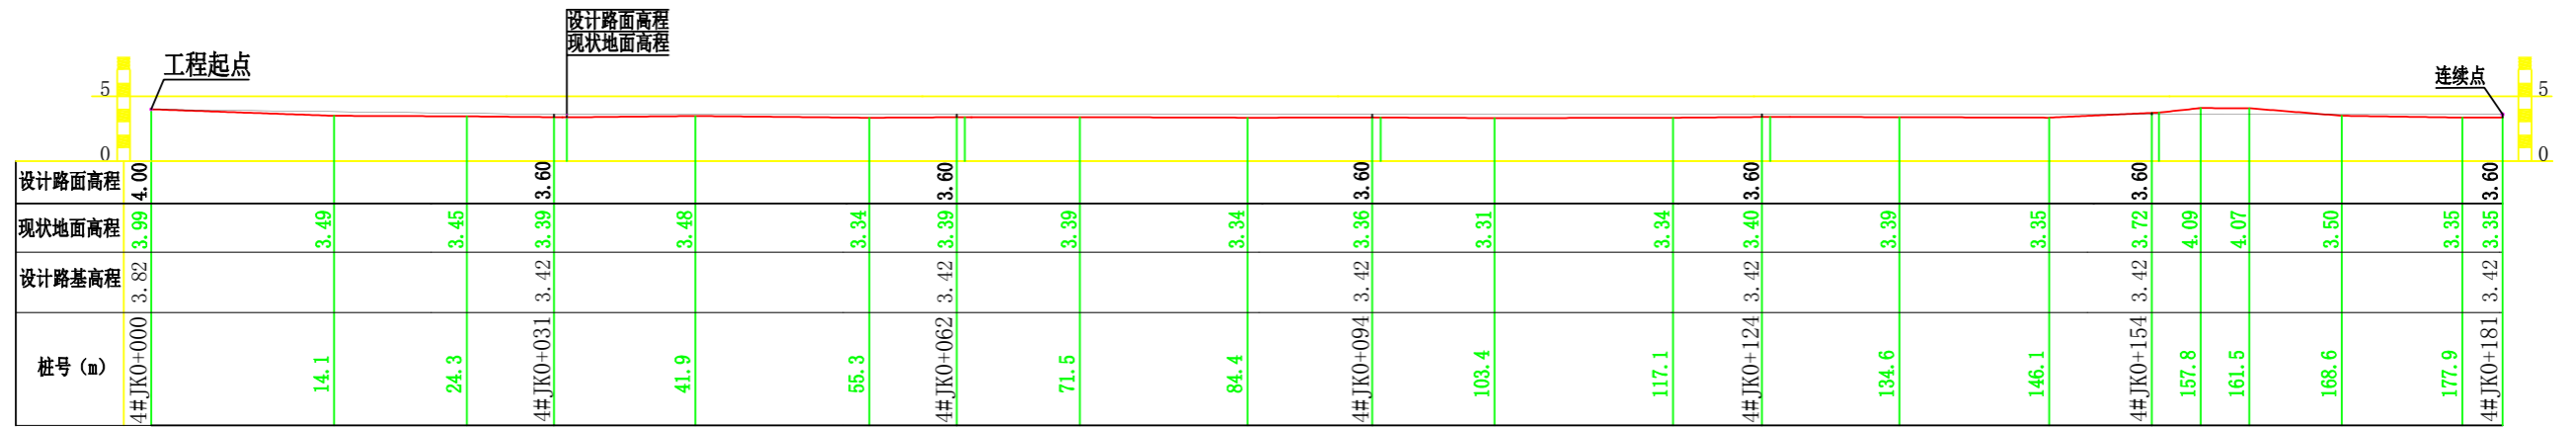 设计路面高程
现状地面高程
工程起点
连续点
5
0
5
0
设计路面高程 4.00 3.60 3.60 3.60 3.60 3.60 3.60
现状地面高程 3.99 3.49 3.45 3.39 3.48 3.34 3.39 3.39 3.34 3.36 3.31 3.34 3.40 3.39 3.35 3.72 4.09 4.07 3.50 3.35 3.35
设计路基高程 3.82 3.42 3.42 3.42 3.42 3.42 3.42
桩号（m） 4#JK0+000 14.1 24.3 4#JK0+031 41.9 55.3 4#JK0+062 71.5 84.4 4#JK0+094 103.4 117.1 4#JK0+124 134.6 146.1 4#JK0+154 157.8 161.5 168.6 177.9 4#JK0+181